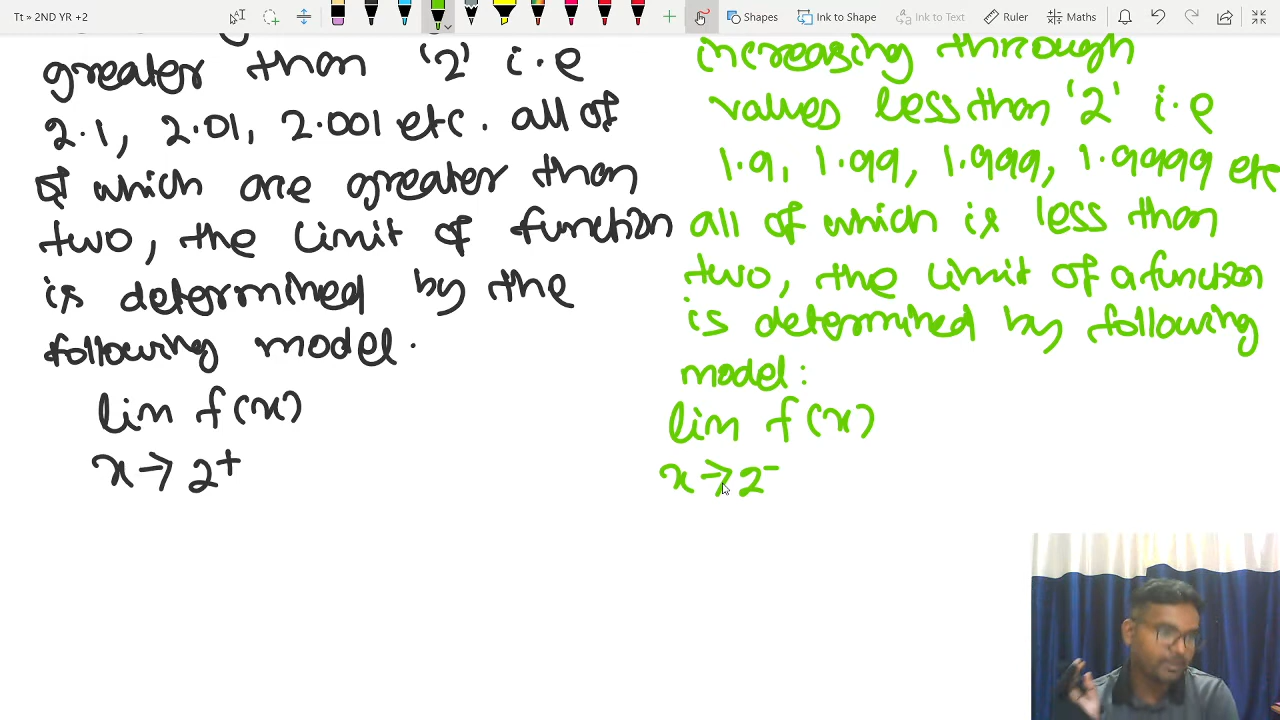 Tt » 2ND YR +2
Shapes Ink to Shape Ink to Text Ruler Maths
greater than '2' i.e
2.1, 2.01, 2.001 etc. all of
which are greater than
two, the limit of function
is determined by the
following model.
lim f(x)
x→2+
increasing through
values less than '2' i.e
1.9, 1.99, 1.999, 1.9999 etc
all of which is less than
two, the limit of a function
is determined by following
model:
lim f(x)
x→2-